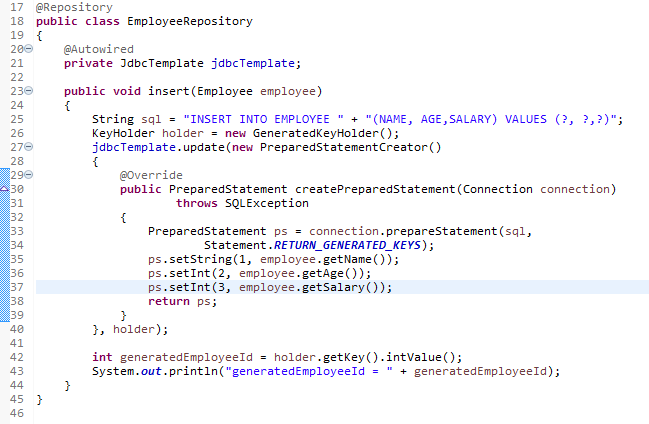 17 @Repository
18 public class EmployeeRepository
19 {
20 @Autowired
21 private JdbcTemplate jdbcTemplate;
22
23 public void insert(Employee employee)
24 {
25 String sql = "INSERT INTO EMPLOYEE " + "(NAME, AGE,SALARY) VALUES (?, ?,?)";
26 KeyHolder holder = new GeneratedKeyHolder();
27 jdbcTemplate.update(new PreparedStatementCreator()
28 {
29 @Override
30 public PreparedStatement createPreparedStatement(Connection connection)
31 throws SQLException
32 {
33 PreparedStatement ps = connection.prepareStatement(sql,
34 Statement.RETURN_GENERATED_KEYS);
35 ps.setString(1, employee.getName());
36 ps.setInt(2, employee.getAge());
37 ps.setInt(3, employee.getSalary());
38 return ps;
39 }
40 }, holder);
41
42 int generatedEmployeeId = holder.getKey().intValue();
43 System.out.println("generatedEmployeeId = " + generatedEmployeeId);
44 }
45 }
46